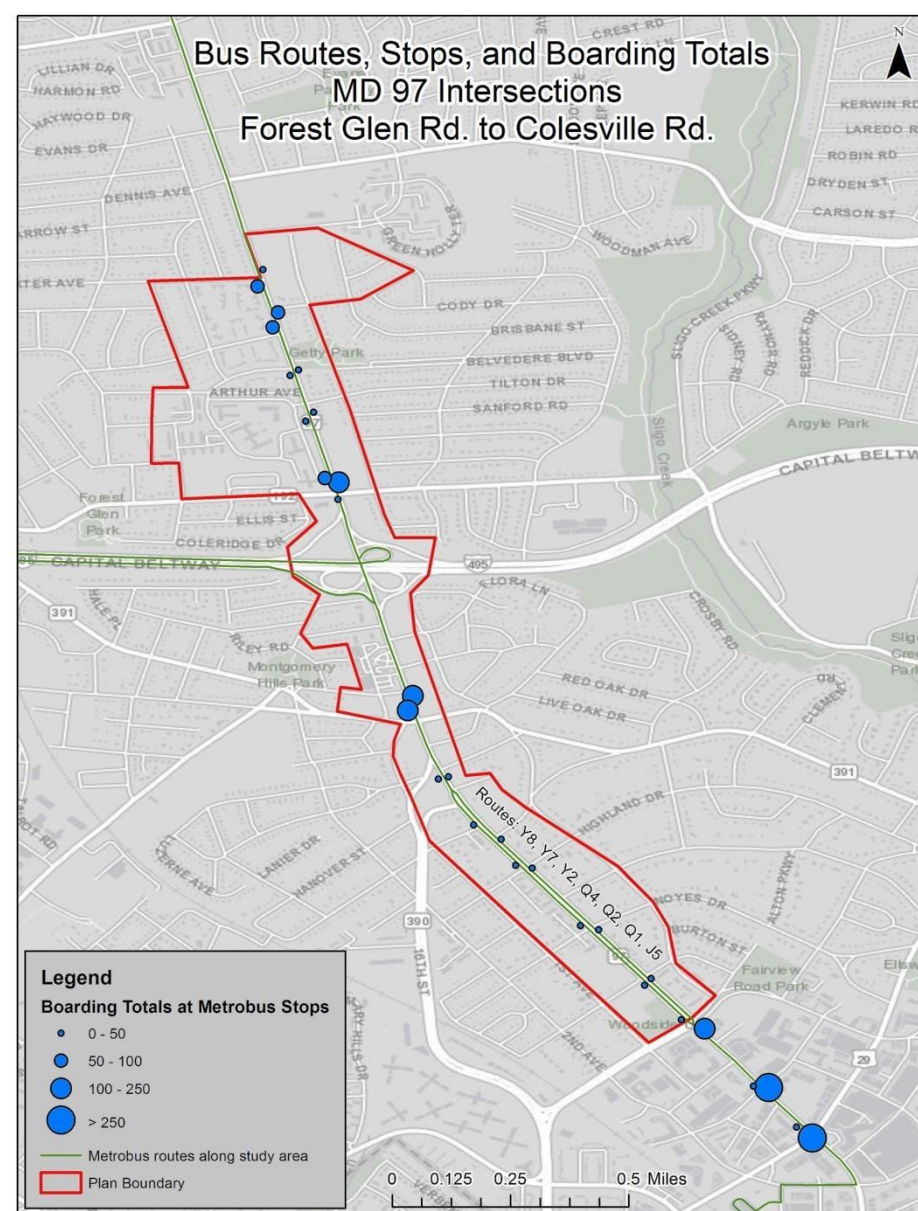 Bus Routes, Stops, and Boarding Totals
MD 97 Intersections
Forest Glen Rd. to Colesville Rd.
N
CREST RD
LILLIAN DR
HARMON RD
HAYWOOD DR
EVANS DR
KERWIN RD
LAREDO R
ROBIN RD
DRYDEN ST
CARSON ST
DENNIS AVE
GREEN HOLLY TER
WOODMAN AVE
CODY DR
BRISBANE ST
BELVEDERE BLVD
TILTON DR
SANFORD RD
Getty Park
ARTHUR AVE
SLIGO CREEK PKWY
SIDNEY RD
RAYNOR RD
REDDICK DR
Argyle Park
Sligo Creek
CAPITAL BELTW
Forest
Glen
Park
192
ELLIS ST
COLERIDGE DR
CAPITAL BELTWAY
495
FLORA LN
391
HALE PL
RILEY RD
Montgomery
Hills Park
CROSBY RD
RED OAK DR
LIVE OAK DR
391
HIGHLAND DR
Routes: Y8, Y7, Y2, Q4, Q2, Q1, J5
LANIER DR
HANOVER ST
LUZERNE AVE
NOYES DR
BURTON ST
ALTON PKWY
390
16TH ST
97
1ST AVE
2ND AVE
Fairview
Road Park
29
Legend
Boarding Totals at Metrobus Stops
0 - 50
50 - 100
100 - 250
> 250
Metrobus routes along study area
Plan Boundary
0 0.125 0.25 0.5 Miles